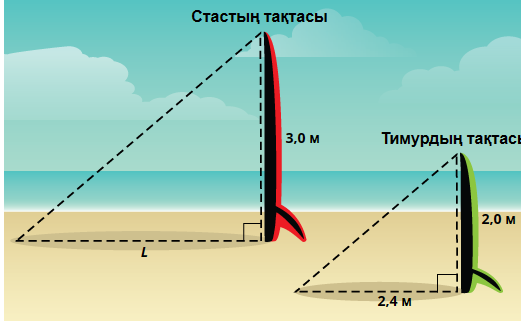 Стастың тақтасы
3,0 м
Тимурдың тақтасы
2,0 м
L
2,4 м